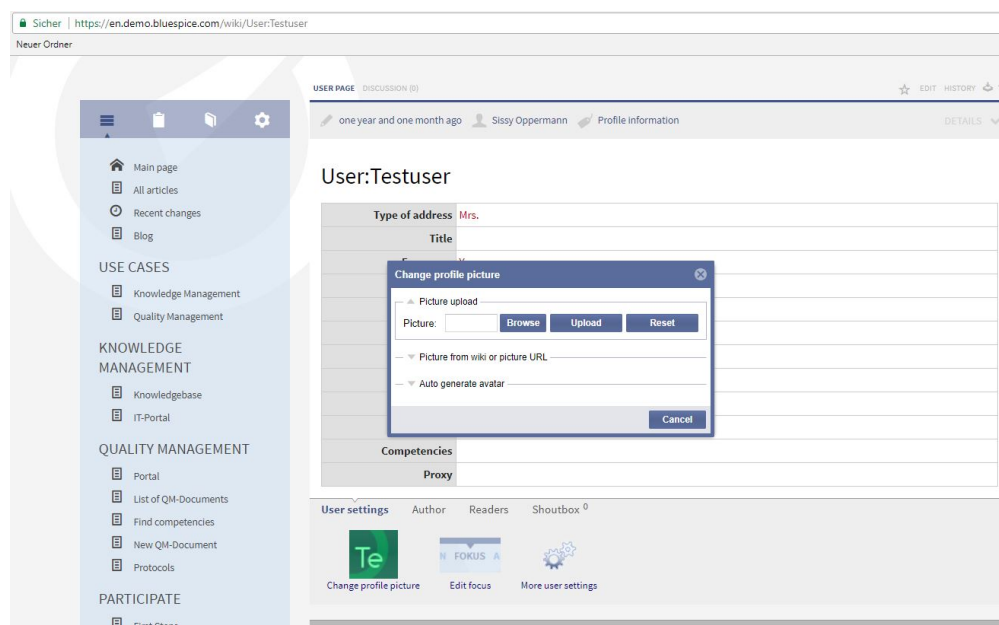 Sicher | https://en.demo.bluespice.com/wiki/User:Testuser
Neuer Ordner
USER PAGE DISCUSSION (0) EDIT HISTORY
one year and one month ago Sissy Oppermann Profile information DETAILS
Main page
All articles
Recent changes
Blog
USE CASES
Knowledge Management
Quality Management
KNOWLEDGE
MANAGEMENT
Knowledgebase
IT-Portal
QUALITY MANAGEMENT
Portal
List of QM-Documents
Find competencies
New QM-Document
Protocols
PARTICIPATE
First Steps
User:Testuser
Type of address Mrs.
Title
Change profile picture
Picture upload
Picture: Browse Upload Reset
Picture from wiki or picture URL
Auto generate avatar
Cancel
Competencies
Proxy
User settings Author Readers Shoutbox 0
Te
N FOKUS A
Change profile picture Edit focus More user settings